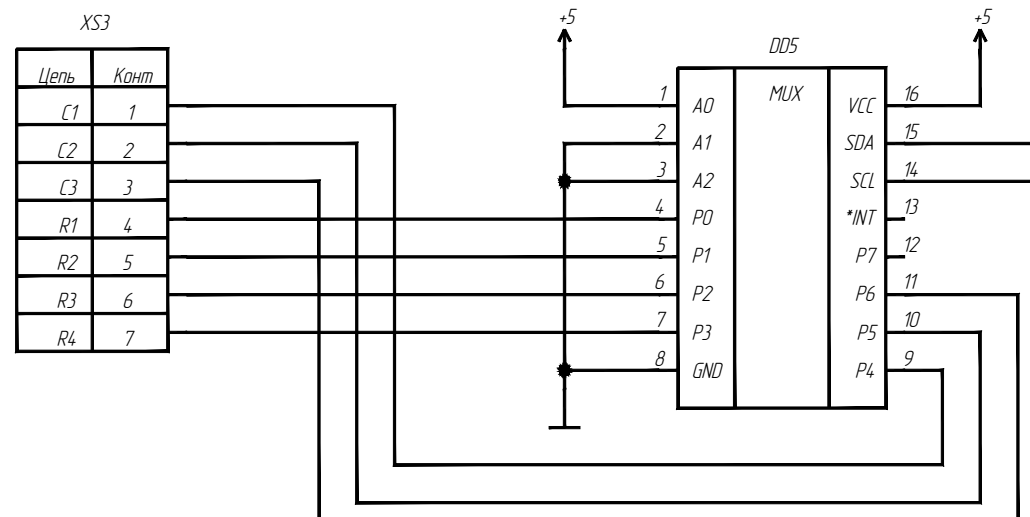 XS3
Цепь Конт
C1 1
C2 2
C3 3
R1 4
R2 5
R3 6
R4 7
+5
+5
DD5
MUX
1 A0
2 A1
3 A2
4 P0
5 P1
6 P2
7 P3
8 GND
VCC 16
SDA 15
SCL 14
*INT 13
P7 12
P6 11
P5 10
P4 9